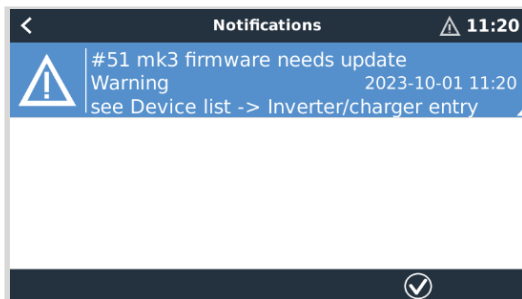 Notifications
11:20
#51 mk3 firmware needs update
Warning
2023-10-01 11:20
see Device list -> Inverter/charger entry